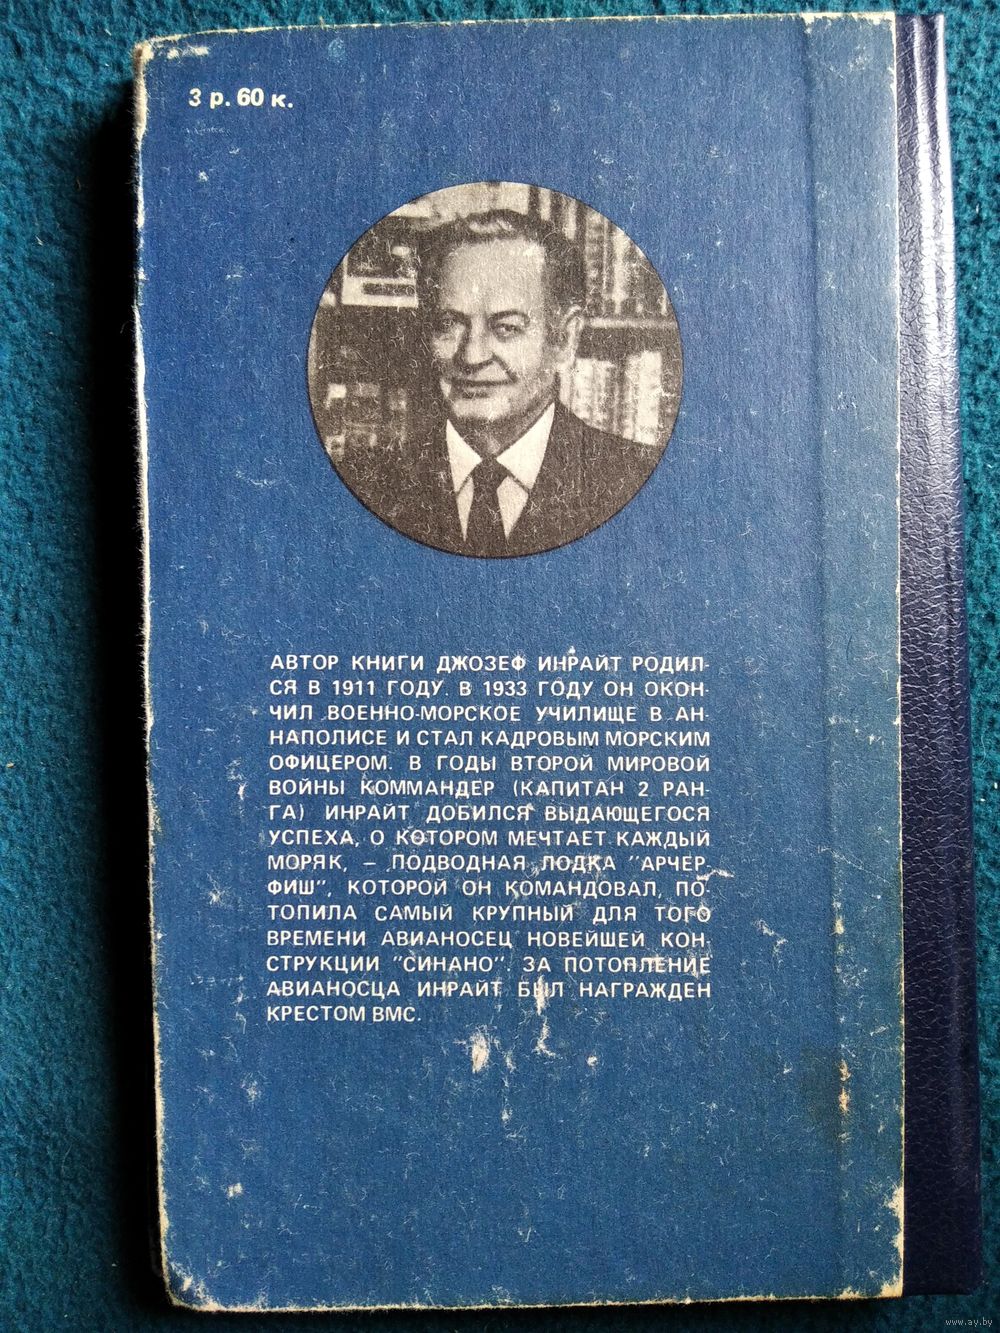 3 р. 60 к.
АВТОР КНИГИ ДЖОЗЕФ ИНРАЙТ РОДИЛ-
СЯ В 1911 ГОДУ. В 1933 ГОДУ ОН ОКОН-
ЧИЛ ВОЕННО-МОРСКОЕ УЧИЛИЩЕ В АН-
НАПОЛИСЕ И СТАЛ КАДРОВЫМ МОРСКИМ
ОФИЦЕРОМ. В ГОДЫ ВТОРОЙ МИРОВОЙ
ВОЙНЫ КОММАНДЕР (КАПИТАН 2 РАН-
ГА) ИНРАЙТ ДОБИЛСЯ ВЫДАЮЩЕГОСЯ
УСПЕХА, О КОТОРОМ МЕЧТАЕТ КАЖДЫЙ
МОРЯК, – ПОДВОДНАЯ ЛОДКА "АРЧЕР-
ФИШ", КОТОРОЙ ОН КОМАНДОВАЛ, ПО-
ТОПИЛА САМЫЙ КРУПНЫЙ ДЛЯ ТОГО
ВРЕМЕНИ АВИАНОСЕЦ НОВЕЙШЕЙ КОН-
СТРУКЦИИ "СИНАНО". ЗА ПОТОПЛЕНИЕ
АВИАНОСЦА ИНРАЙТ БЫЛ НАГРАЖДЕН
КРЕСТОМ ВМС.
www.ay.by